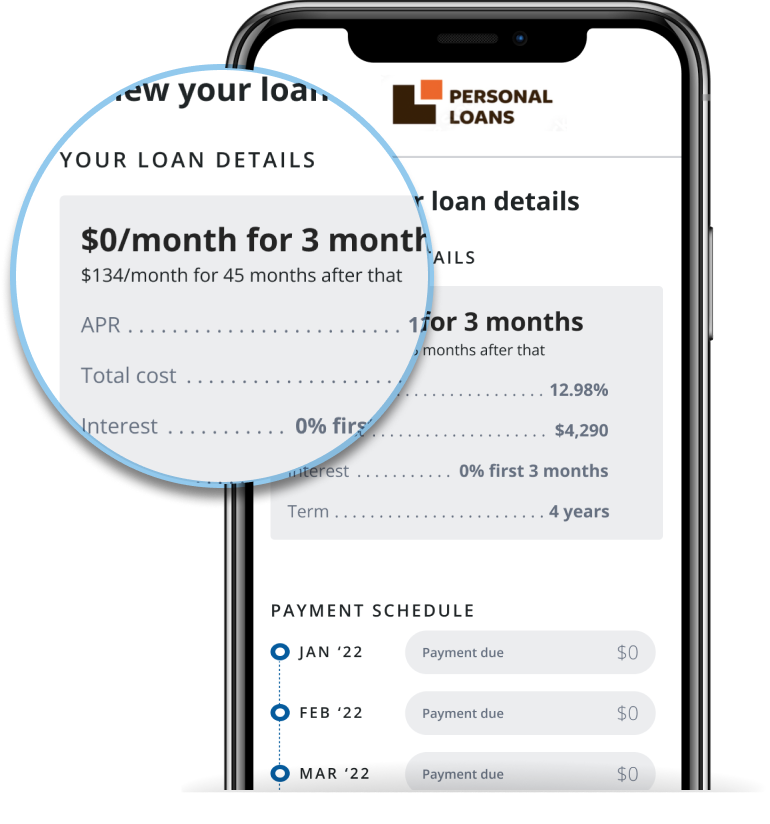 ew your loan
YOUR LOAN DETAILS
$0/month for 3 month
$134/month for 45 months after that
APR . . . . . . . . . . . . . . . . . . . . . . . . . 1
Total cost . . . . . . . . . . . . . . . . . . . .
Interest . . . . . . . . . . . 0% firs
PERSONAL
LOANS
r loan details
AILS
for 3 months
months after that
. . . . . . . . . . . . . . . . 12.98%
. . . . . . . . . . . . . . . . . . . . $4,290
nterest . . . . . . . . . . . 0% first 3 months
Term . . . . . . . . . . . . . . . . . . . . . . . . 4 years
PAYMENT SCHEDULE
JAN ‘22 Payment due $0
FEB ‘22 Payment due $0
MAR ‘22 Payment due $0